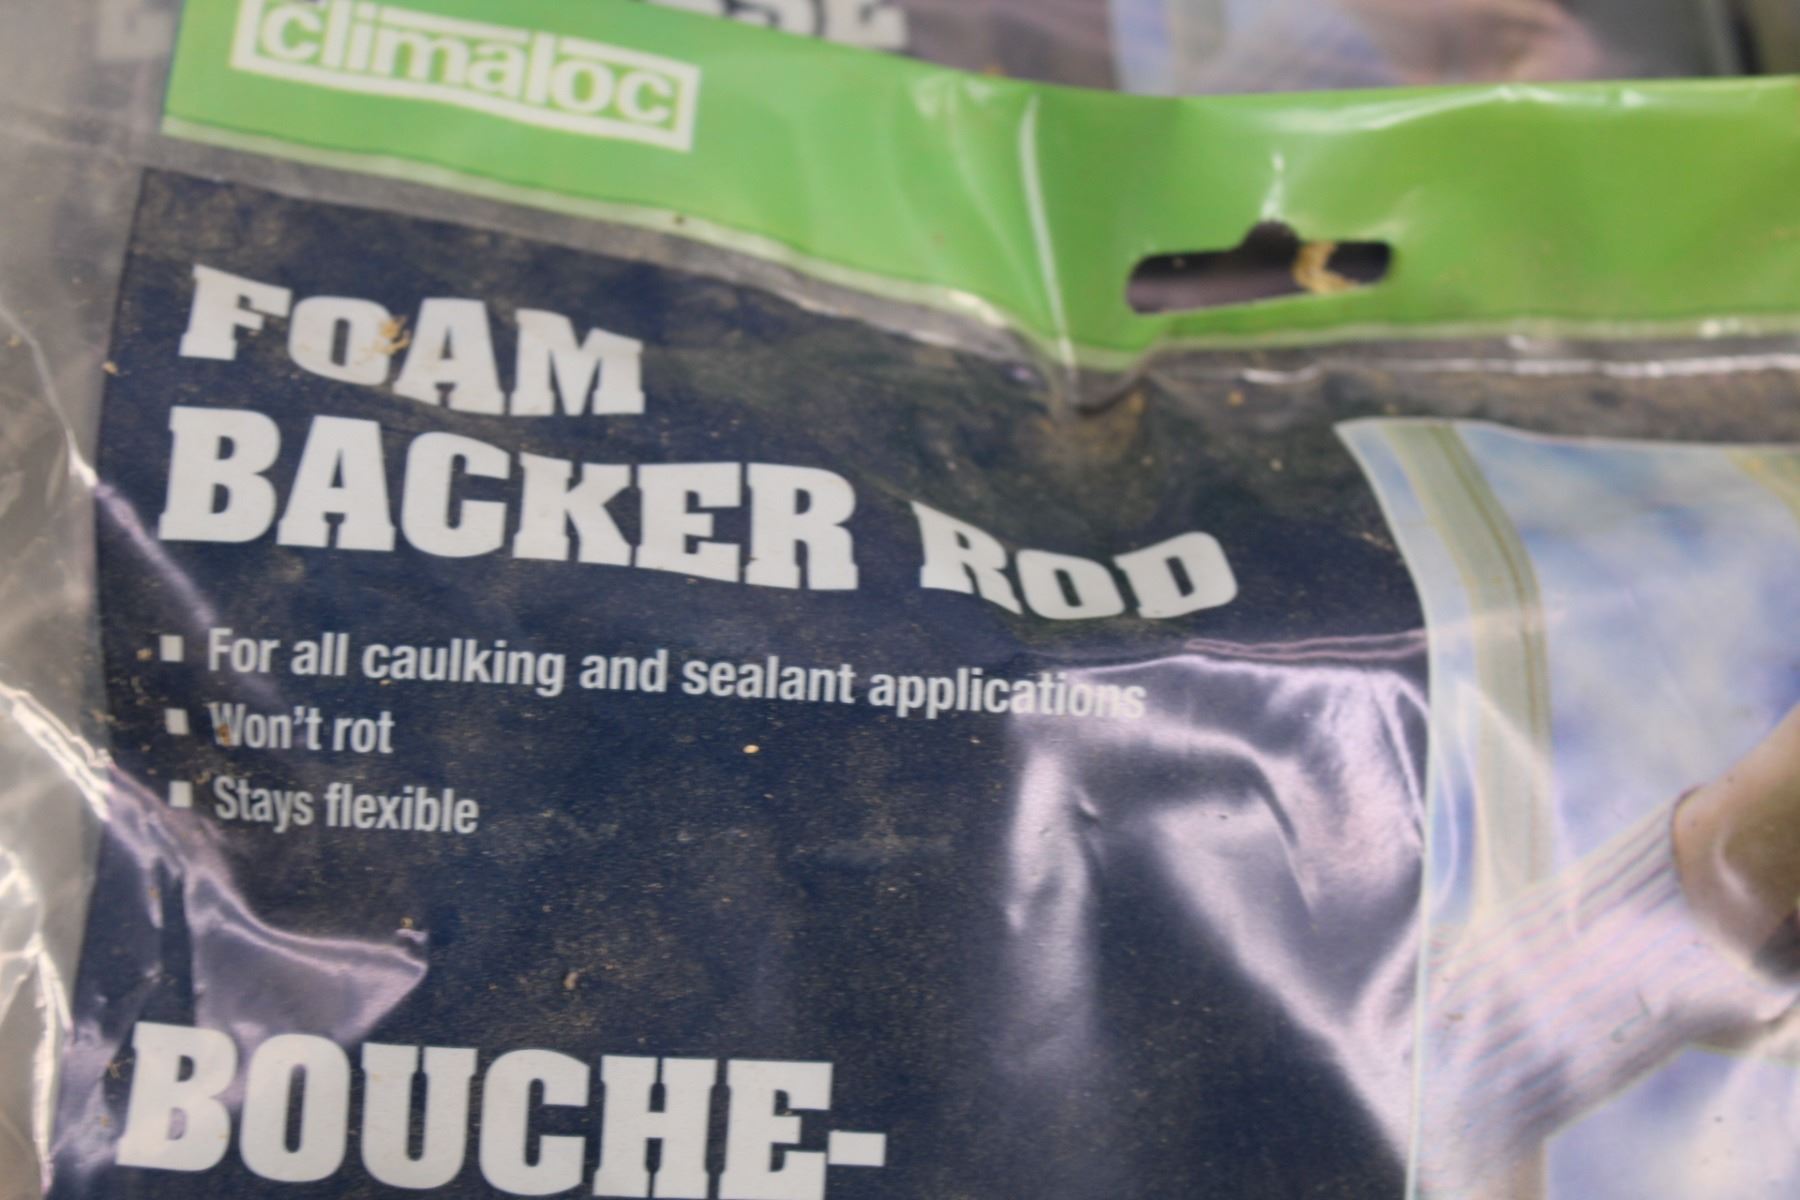 climaloc
FOAM
BACKER ROD
▪ For all caulking and sealant applications
▪ Won't rot
▪ Stays flexible
BOUCHE-